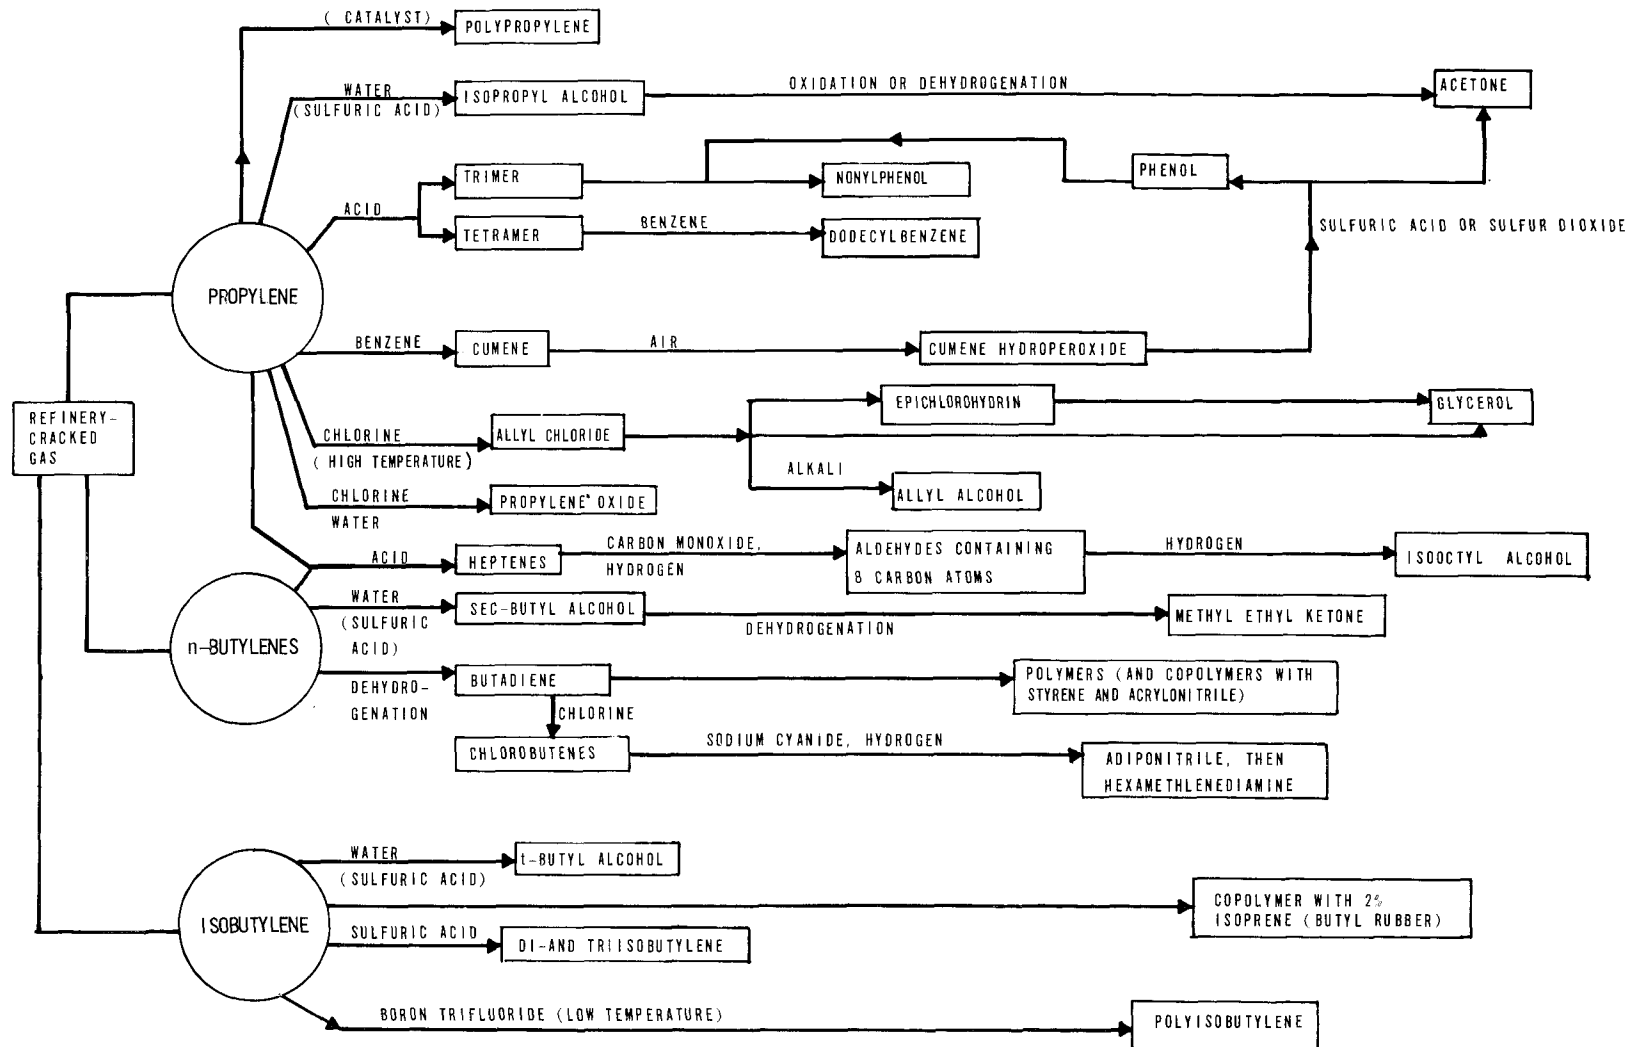 ( CATALYST)
POLYPROPYLENE
WATER
(SULFURIC ACID)
ISOPROPYL ALCOHOL
OXIDATION OR DEHYDROGENATION
ACETONE
ACID
TRIMER
NONYLPHENOL
PHENOL
TETRAMER
BENZENE
DODECYLBENZENE
SULFURIC ACID OR SULFUR DIOXIDE
PROPYLENE
BENZENE
CUMENE
AIR
CUMENE HYDROPEROXIDE
REFINERY-
CRACKED
GAS
CHLORINE
( HIGH TEMPERATURE)
ALLYL CHLORIDE
EPICHLOROHYDRIN
GLYCEROL
ALKALI
ALLYL ALCOHOL
CHLORINE
WATER
PROPYLENE OXIDE
ACID
HEPTENES
CARBON MONOXIDE,
HYDROGEN
ALDEHYDES CONTAINING
8 CARBON ATOMS
HYDROGEN
ISOOCTYL ALCOHOL
n-BUTYLENES
WATER
(SULFURIC
ACID)
SEC-BUTYL ALCOHOL
DEHYDROGENATION
METHYL ETHYL KETONE
DEHYDRO-
GENATION
BUTADIENE
POLYMERS (AND COPOLYMERS WITH
STYRENE AND ACRYLONITRILE)
CHLORINE
CHLOROBUTENES
SODIUM CYANIDE, HYDROGEN
ADIPONITRILE, THEN
HEXAMETHLENEDIAMINE
ISOBUTYLENE
WATER
(SULFURIC ACID)
t-BUTYL ALCOHOL
COPOLYMER WITH 2%
ISOPRENE (BUTYL RUBBER)
SULFURIC ACID
DI-AND TRIISOBUTYLENE
BORON TRIFLUORIDE (LOW TEMPERATURE)
POLYISOBUTYLENE